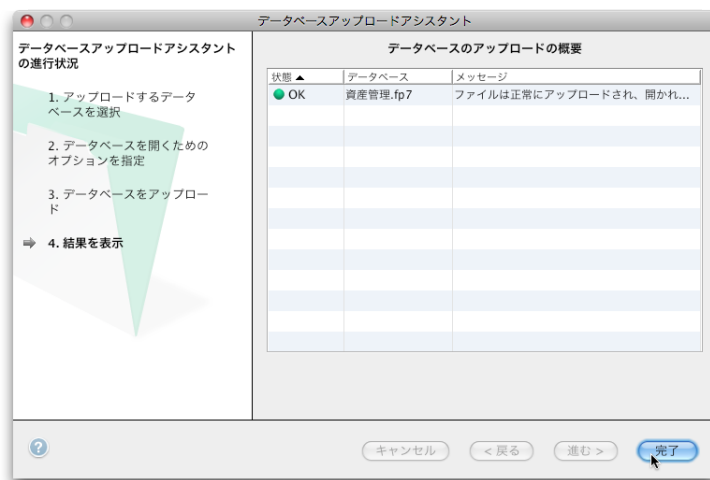 データベースアップロードアシスタント
データベースアップロードアシスタント
の進行状況
1. アップロードするデータ
ベースを選択
2. データベースを開くための
オプションを指定
3. データベースをアップロー
ド
4. 結果を表示
データベースのアップロードの概要
状態 ▲ データベース メッセージ
OK 資産管理.fp7 ファイルは正常にアップロードされ、開かれ...
? キャンセル < 戻る 進む > 完了